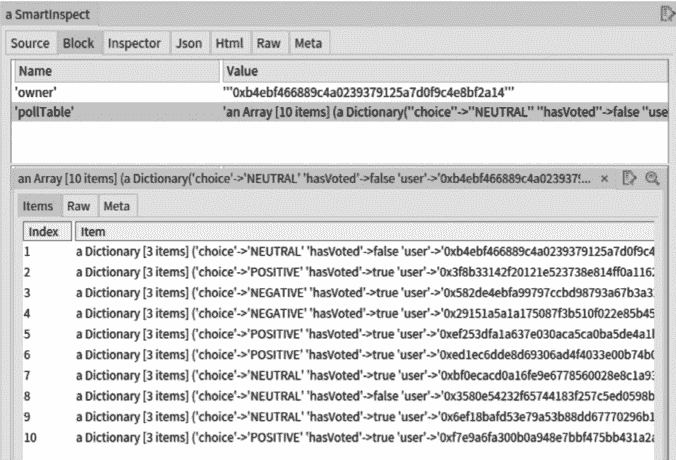 a SmartInspect
Source Block Inspector Json Html Raw Meta
Name Value
'owner' '"0xb4ebf466889c4a0239379125a7d0f9c4e8bf2a14"'
'pollTable' 'an Array [10 items] (a Dictionary("choice"->"NEUTRAL" "hasVoted"->false "use
an Array [10 items] (a Dictionary('choice'->'NEUTRAL' 'hasVoted'->false 'user'->'0xb4ebf466889c4a023937!... ×
Items Raw Meta
Index Item
1 a Dictionary [3 items] ('choice'->'NEUTRAL' 'hasVoted'->false 'user'->'0xb4ebf466889c4a0239379125a7d0f9c4
2 a Dictionary [3 items] ('choice'->'POSITIVE' 'hasVoted'->true 'user'->'0x3f8b33142f20121e523738e814ff0a1162
3 a Dictionary [3 items] ('choice'->'NEGATIVE' 'hasVoted'->true 'user'->'0x582de4ebfa99797ccbd98793a67b3a3
4 a Dictionary [3 items] ('choice'->'NEGATIVE' 'hasVoted'->true 'user'->'0x29151a5a1a175087f3b510f022e85b45
5 a Dictionary [3 items] ('choice'->'POSITIVE' 'hasVoted'->true 'user'->'0xef253dfa1a637e030aca5ca0ba5de4a1
6 a Dictionary [3 items] ('choice'->'POSITIVE' 'hasVoted'->true 'user'->'0xed1ec6dde8d69306ad4f4033e00b74b0
7 a Dictionary [3 items] ('choice'->'NEUTRAL' 'hasVoted'->true 'user'->'0xbf0ecacd0a16fe9e6778560028e8c1a93
8 a Dictionary [3 items] ('choice'->'NEUTRAL' 'hasVoted'->false 'user'->'0x3580e54232f65744183f257c5ed0598b
9 a Dictionary [3 items] ('choice'->'NEUTRAL' 'hasVoted'->true 'user'->'0x6ef18bafd53e79a53b88dd67770296b1
10 a Dictionary [3 items] ('choice'->'POSITIVE' 'hasVoted'->true 'user'->'0xf7e9a6fa300b0a948e7bbf475bb431a2